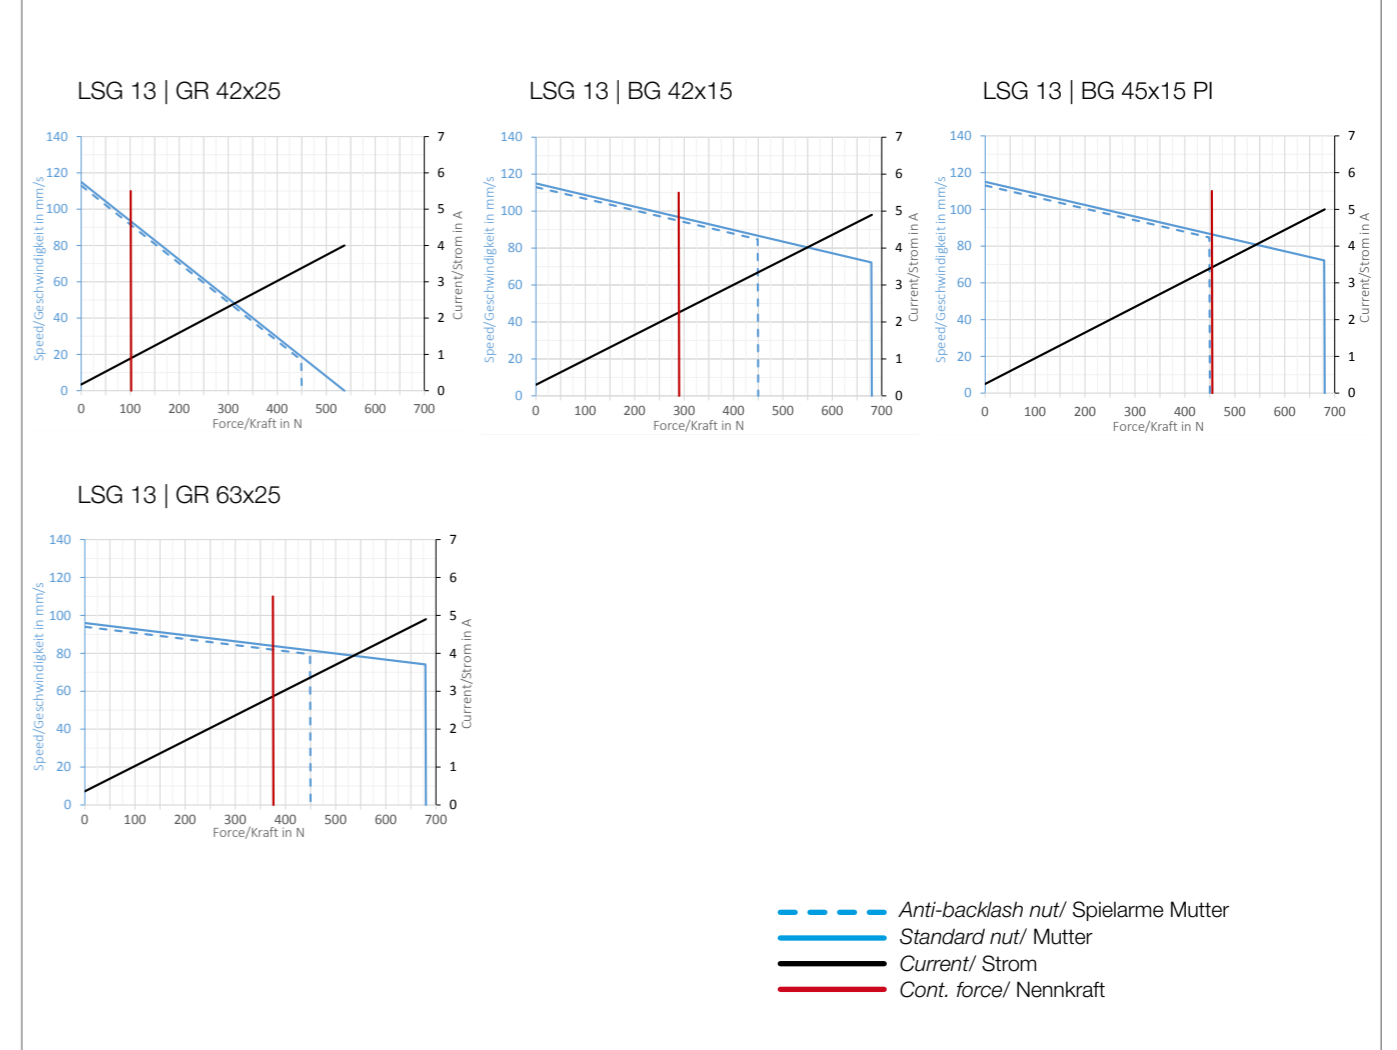 LSG 13 | GR 42x25
Speed/Geschwindigkeit in mm/s
140
120
100
80
60
40
20
0
7
6
5
4
3
2
1
0
Current/Strom in A
0 100 200 300 400 500 600 700
Force/Kraft in N
LSG 13 | BG 42x15
Speed/Geschwindigkeit in mm/s
140
120
100
80
60
40
20
0
7
6
5
4
3
2
1
0
Current/Strom in A
0 100 200 300 400 500 600 700
Force/Kraft in N
LSG 13 | BG 45x15 PI
Speed/Geschwindigkeit in mm/s
140
120
100
80
60
40
20
0
7
6
5
4
3
2
1
0
Current/Strom in A
0 100 200 300 400 500 600 700
Force/Kraft in N
LSG 13 | GR 63x25
Speed/Geschwindigkeit in mm/s
140
120
100
80
60
40
20
0
7
6
5
4
3
2
1
0
Current/Strom in A
0 100 200 300 400 500 600 700
Force/Kraft in N
Anti-backlash nut/ Spielarme Mutter
Standard nut/ Mutter
Current/ Strom
Cont. force/ Nennkraft